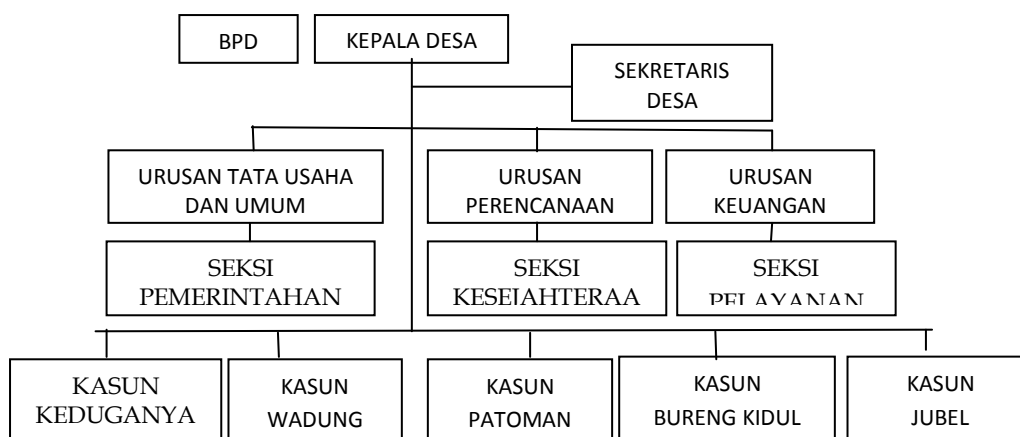 BPD
KEPALA DESA
SEKRETARIS
DESA
URUSAN TATA USAHA
DAN UMUM
URUSAN
PERENCANAAN
URUSAN
KEUANGAN
SEKSI
PEMERINTAHAN
SEKSI
KESEJAHTERAA
SEKSI
PELAYANAN
KASUN
KEDUGANYA
KASUN
WADUNG
KASUN
PATOMAN
KASUN
BURENG KIDUL
KASUN
JUBEL